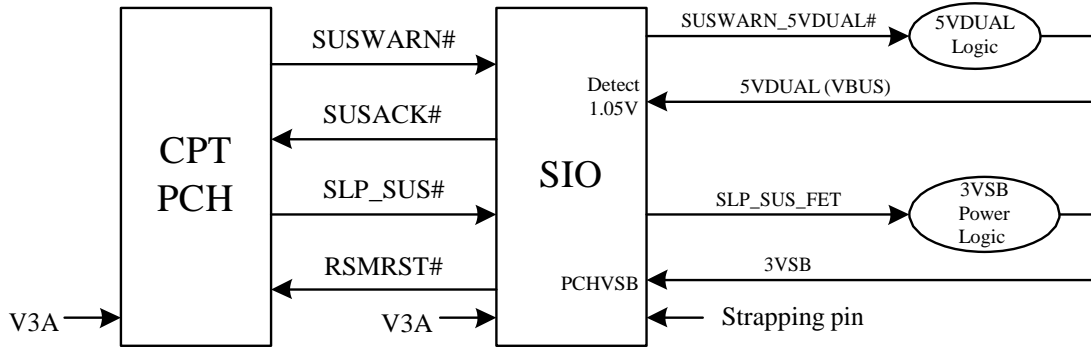 SUSWARN#
SUSACK#
SLP_SUS#
RSMRST#
CPT
PCH
V3A
V3A
SIO
Detect
1.05V
PCHVSB
SUSWARN_5VDUAL#
5VDUAL
Logic
5VDUAL (VBUS)
SLP_SUS_FET
3VSB
Power
Logic
3VSB
Strapping pin